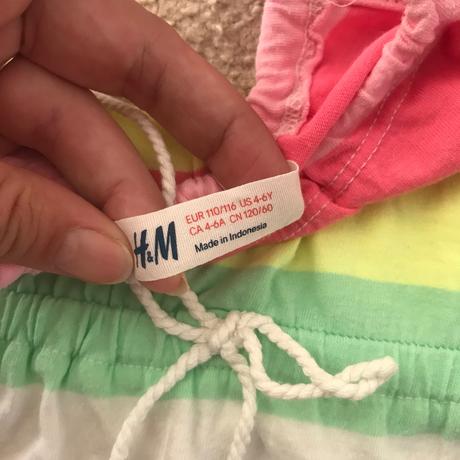 H&M
EUR 110/116 US 4-6Y
CA 4-6A CN 120/60
Made in Indonesia